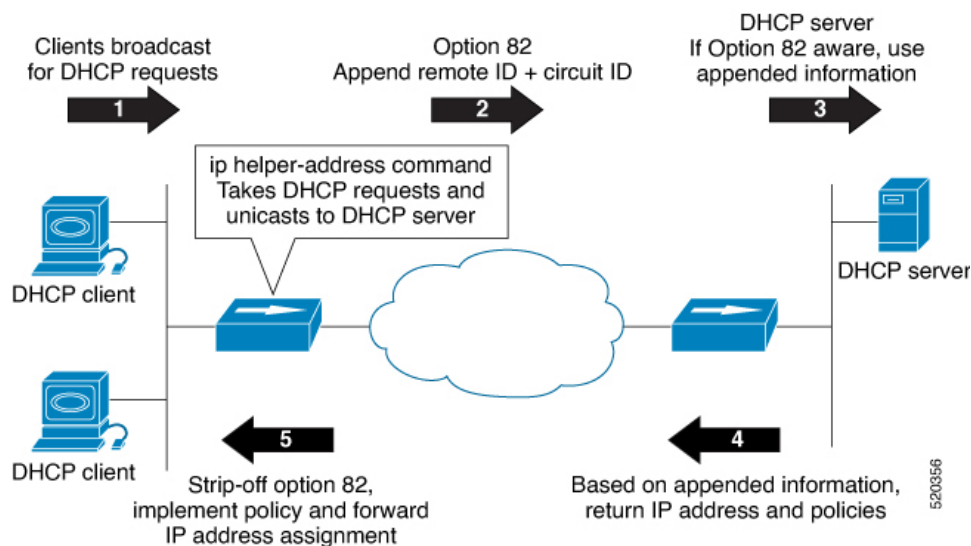 Clients broadcast
for DHCP requests
1
Option 82
Append remote ID + circuit ID
2
DHCP server
If Option 82 aware, use
appended information
3
ip helper-address command
Takes DHCP requests and
unicasts to DHCP server
DHCP client
DHCP server
DHCP client
5
Strip-off option 82,
implement policy and forward
IP address assignment
4
Based on appended information,
return IP address and policies
520356